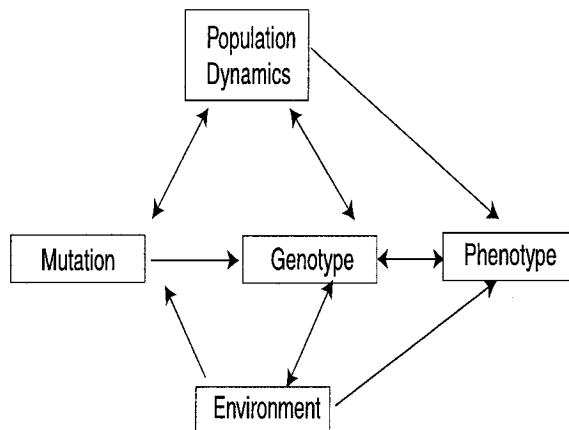 Population
Dynamics
Mutation
Genotype
Phenotype
Environment